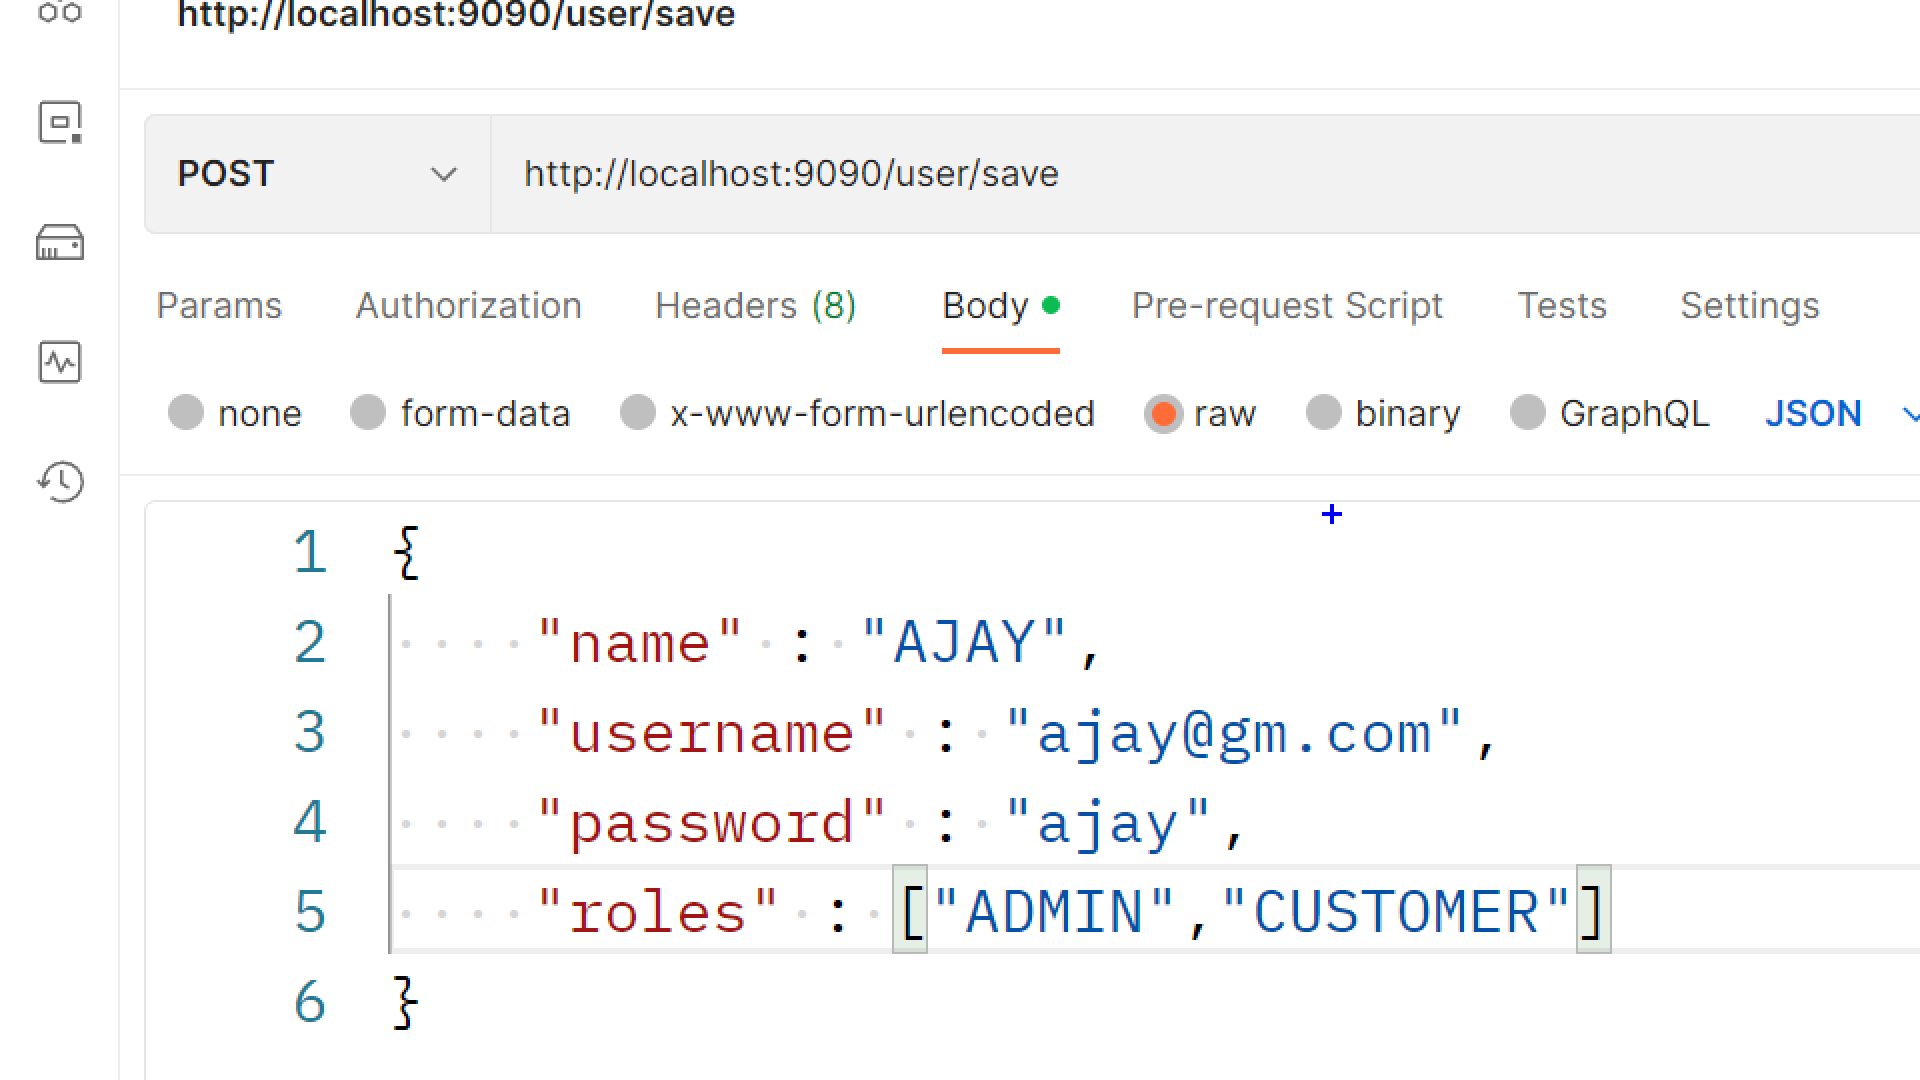 http://localhost:9090/user/save
POST http://localhost:9090/user/save
Params Authorization Headers (8) Body Pre-request Script Tests Settings
none form-data x-www-form-urlencoded raw binary GraphQL JSON
1 {
2 "name" : "AJAY",
3 "username" : "ajay@gm.com",
4 "password" : "ajay",
5 "roles" : ["ADMIN","CUSTOMER"]
6 }